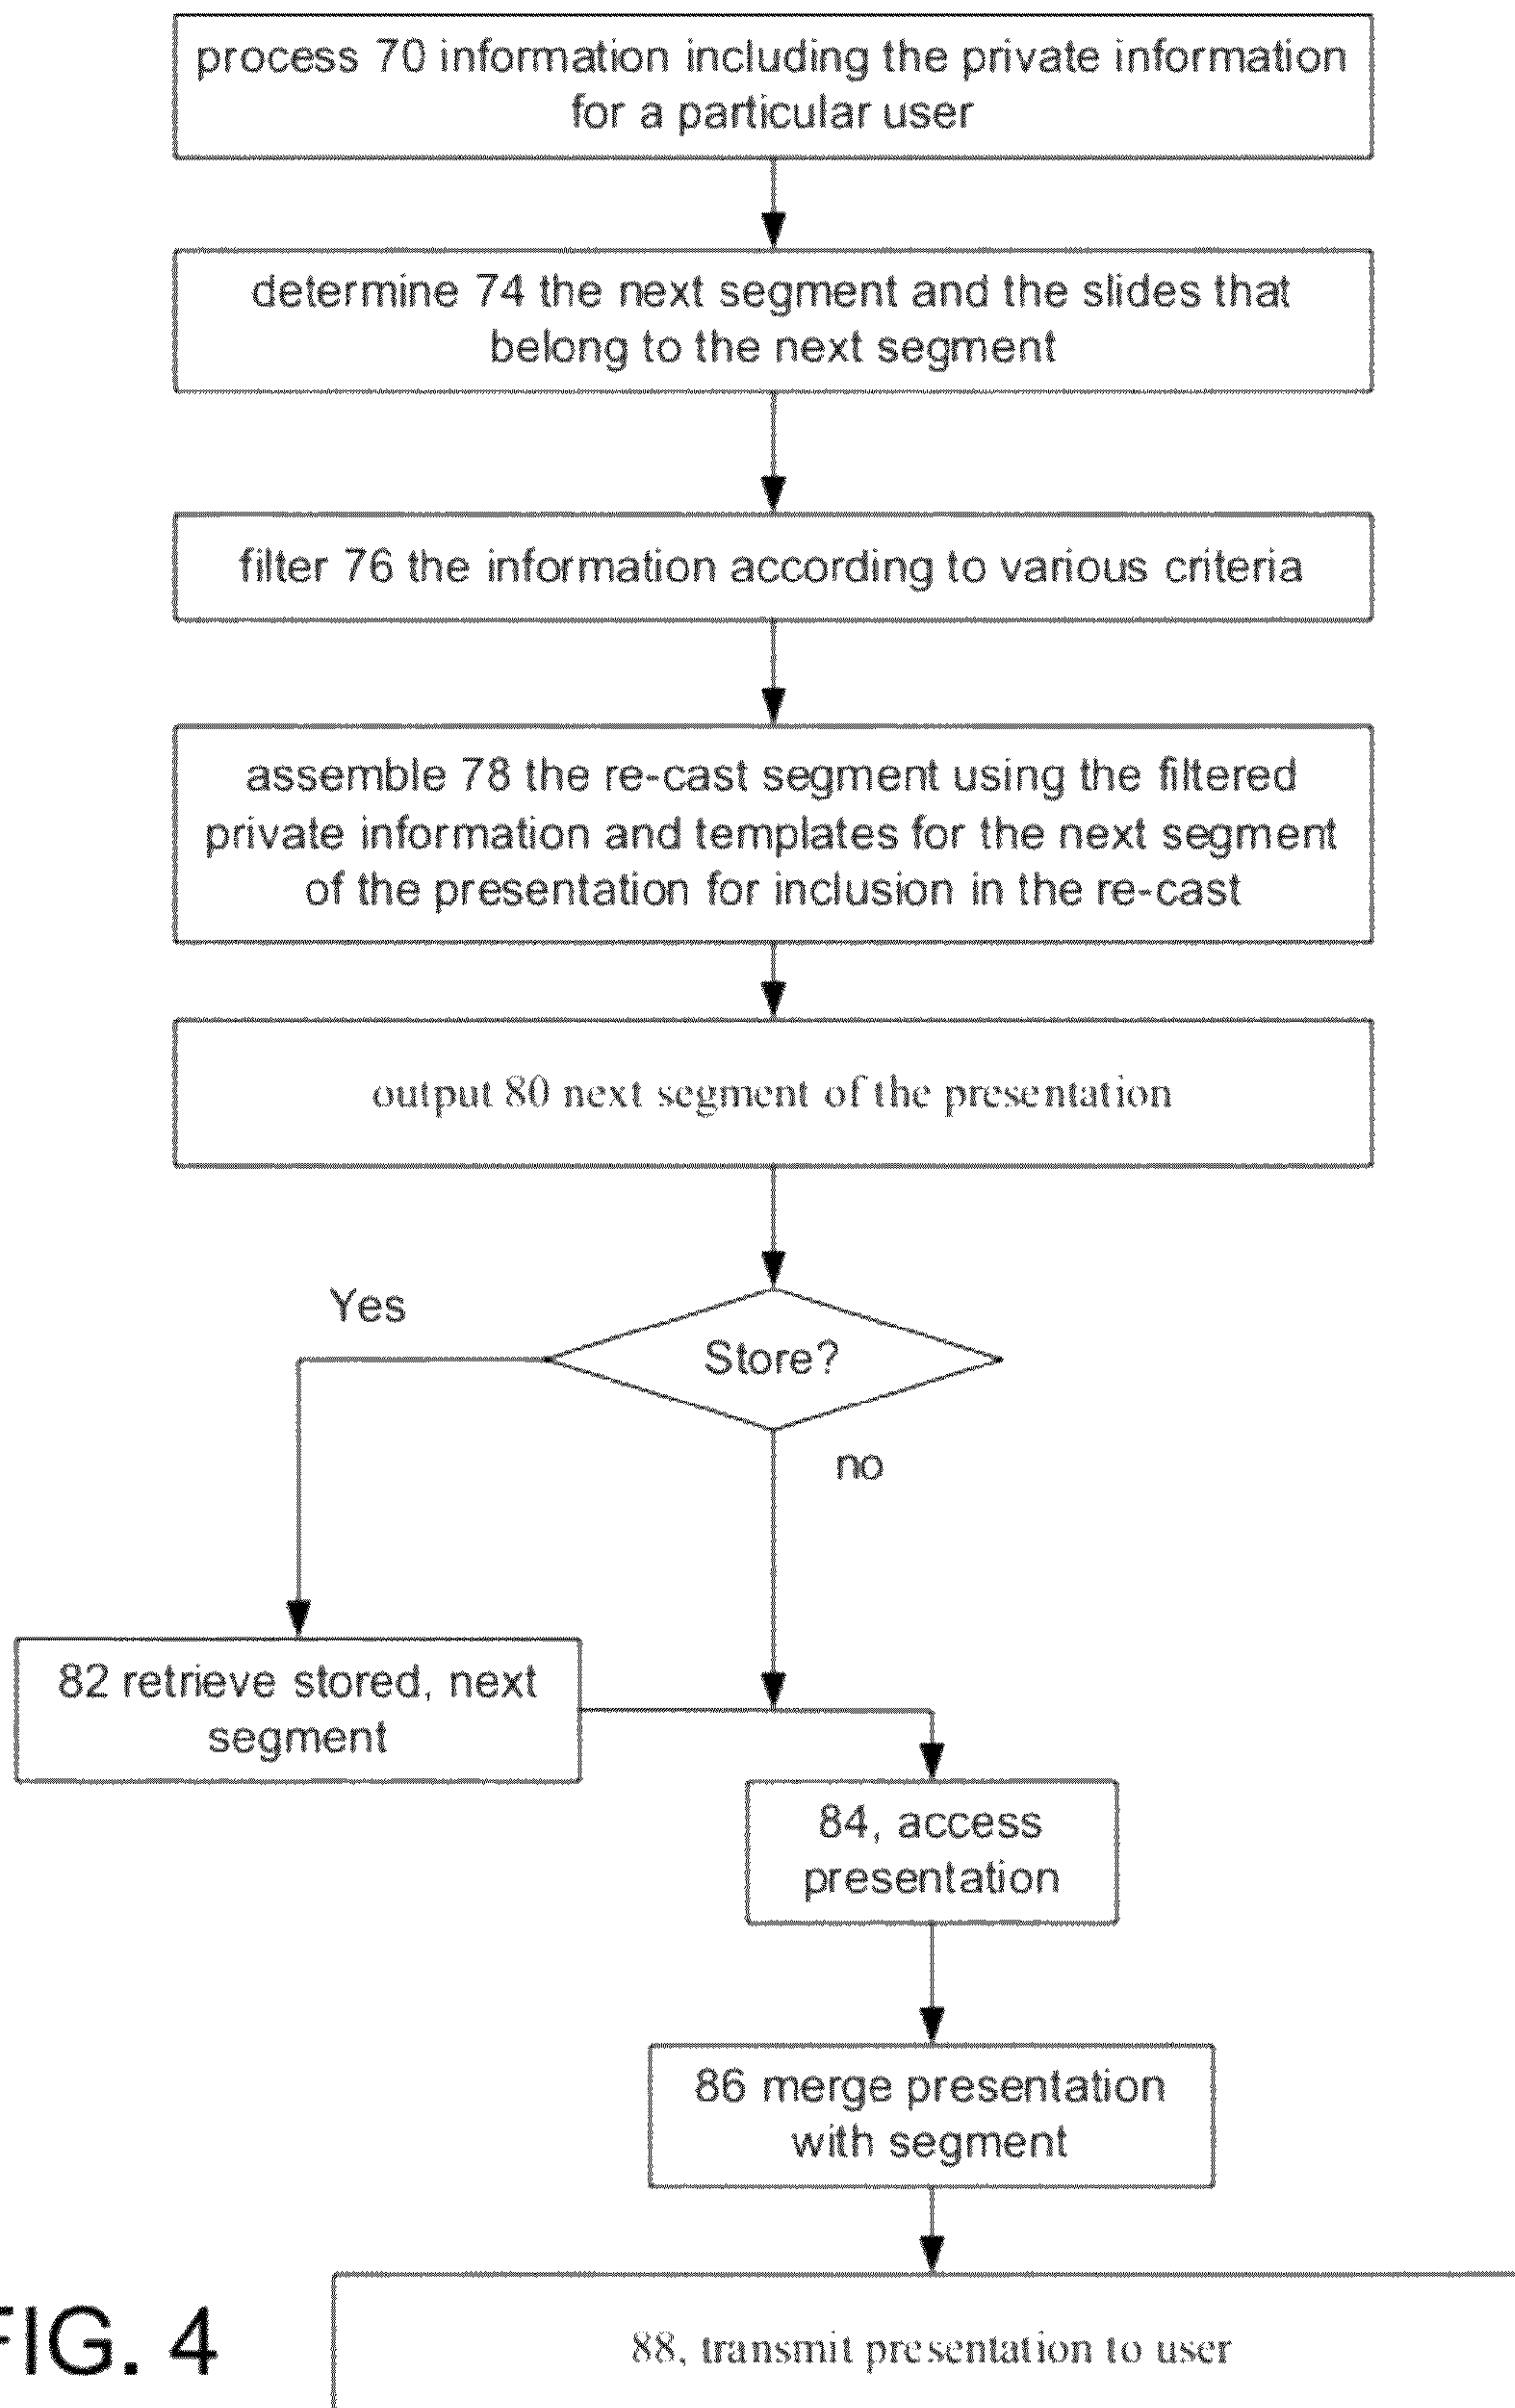 process 70 information including the private information
for a particular user
determine 74 the next segment and the slides that
belong to the next segment
filter 76 the information according to various criteria
assemble 78 the re-cast segment using the filtered
private information and templates for the next segment
of the presentation for inclusion in the re-cast
output 80 next segment of the presentation
Yes
Store?
no
82 retrieve stored, next
segment
84, access
presentation
86 merge presentation
with segment
88, transmit presentation to user
FIG. 4